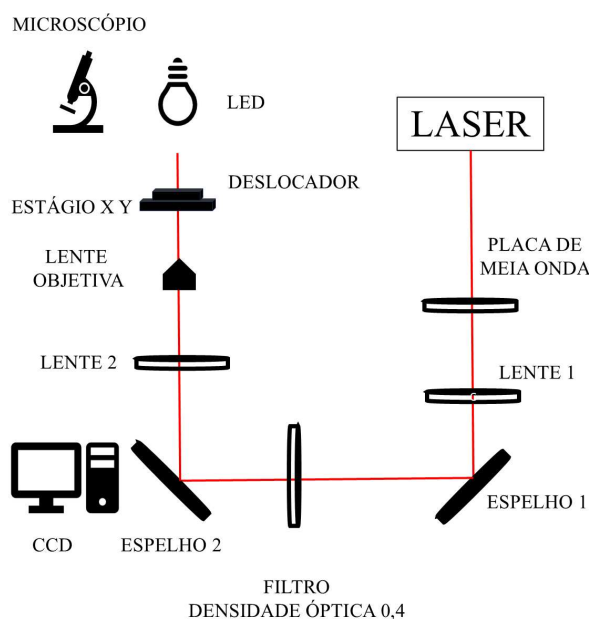 MICROSCÓPIO
LED
LASER
DESLOCADOR
ESTÁGIO X Y
LENTE
OBJETIVA
PLACA DE
MEIA ONDA
LENTE 2
LENTE 1
CCD
ESPELHO 2
ESPELHO 1
FILTRO
DENSIDADE ÓPTICA 0,4